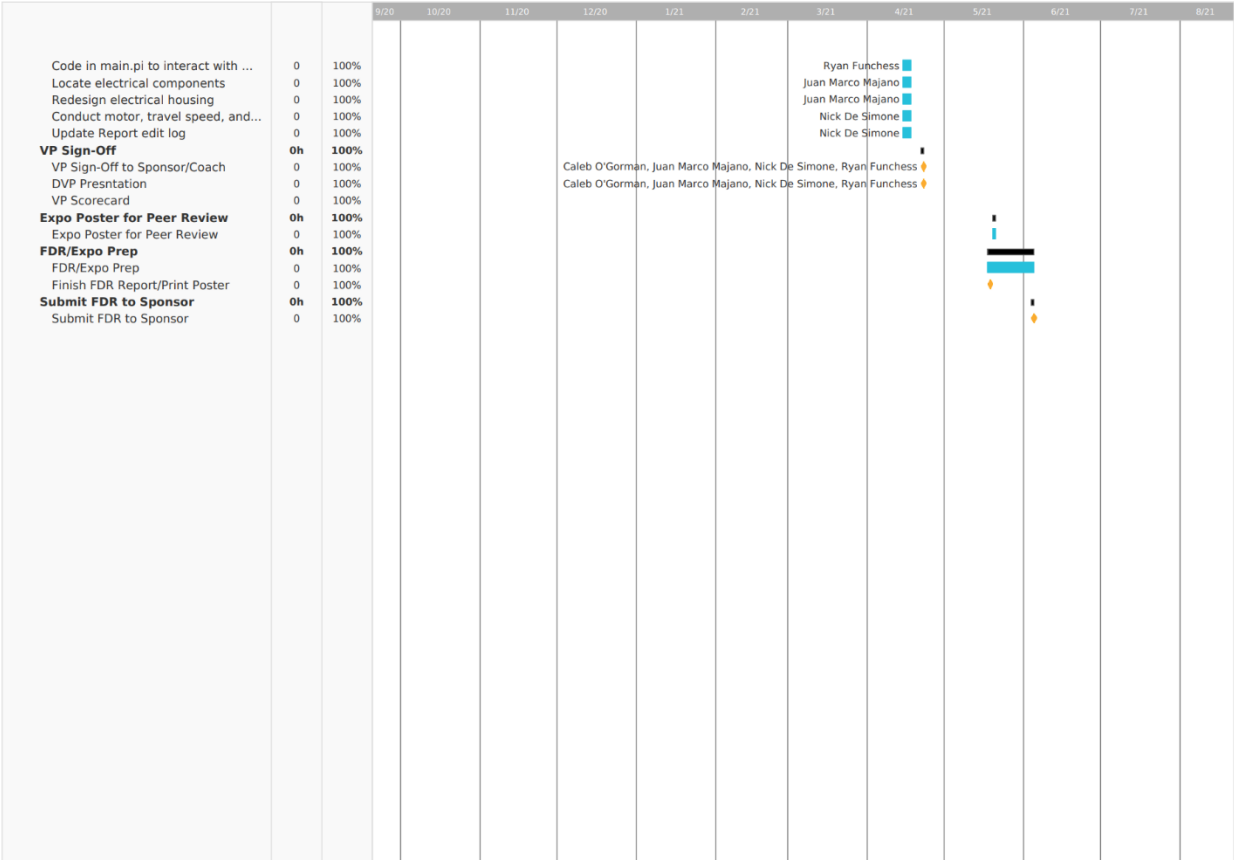 9/20 10/20 11/20 12/20 1/21 2/21 3/21 4/21 5/21 6/21 7/21 8/21
Code in main.pi to interact with ... 0 100% Ryan Funchess
Locate electrical components 0 100% Juan Marco Majano
Redesign electrical housing 0 100% Juan Marco Majano
Conduct motor, travel speed, and... 0 100% Nick De Simone
Update Report edit log 0 100% Nick De Simone
VP Sign-Off 0h 100%
VP Sign-Off to Sponsor/Coach 0 100% Caleb O'Gorman, Juan Marco Majano, Nick De Simone, Ryan Funchess
DVP Presntation 0 100% Caleb O'Gorman, Juan Marco Majano, Nick De Simone, Ryan Funchess
VP Scorecard 0 100%
Expo Poster for Peer Review 0h 100%
Expo Poster for Peer Review 0 100%
FDR/Expo Prep 0h 100%
FDR/Expo Prep 0 100%
Finish FDR Report/Print Poster 0 100%
Submit FDR to Sponsor 0h 100%
Submit FDR to Sponsor 0 100%